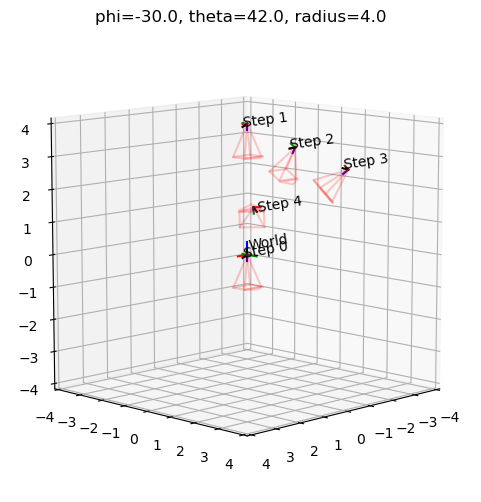 phi=-30.0, theta=42.0, radius=4.0
Step 1
Step 2
Step 3
Step 4
World
Step 0
4
3
2
1
0
−1
−2
−3
−4
−4 −3 −2 −1 0 1 2 3 4
4 3 2 1 0 −1 −2 −3 −4